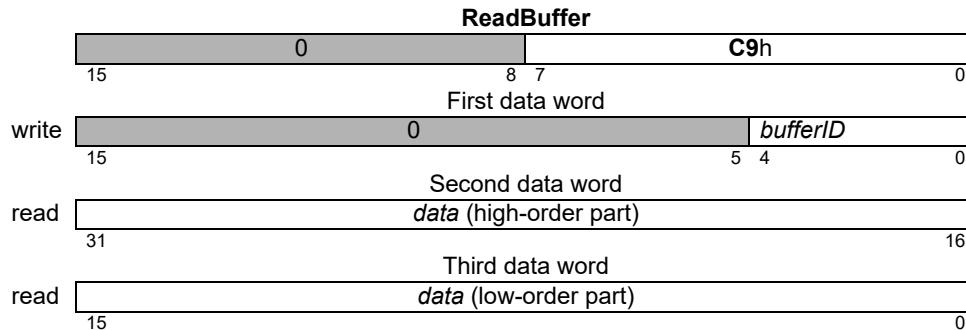 ReadBuffer
0 C9h
15 8 7 0
First data word
write 0 bufferID
15 5 4 0
Second data word
read data (high-order part)
31 16
Third data word
read data (low-order part)
15 0